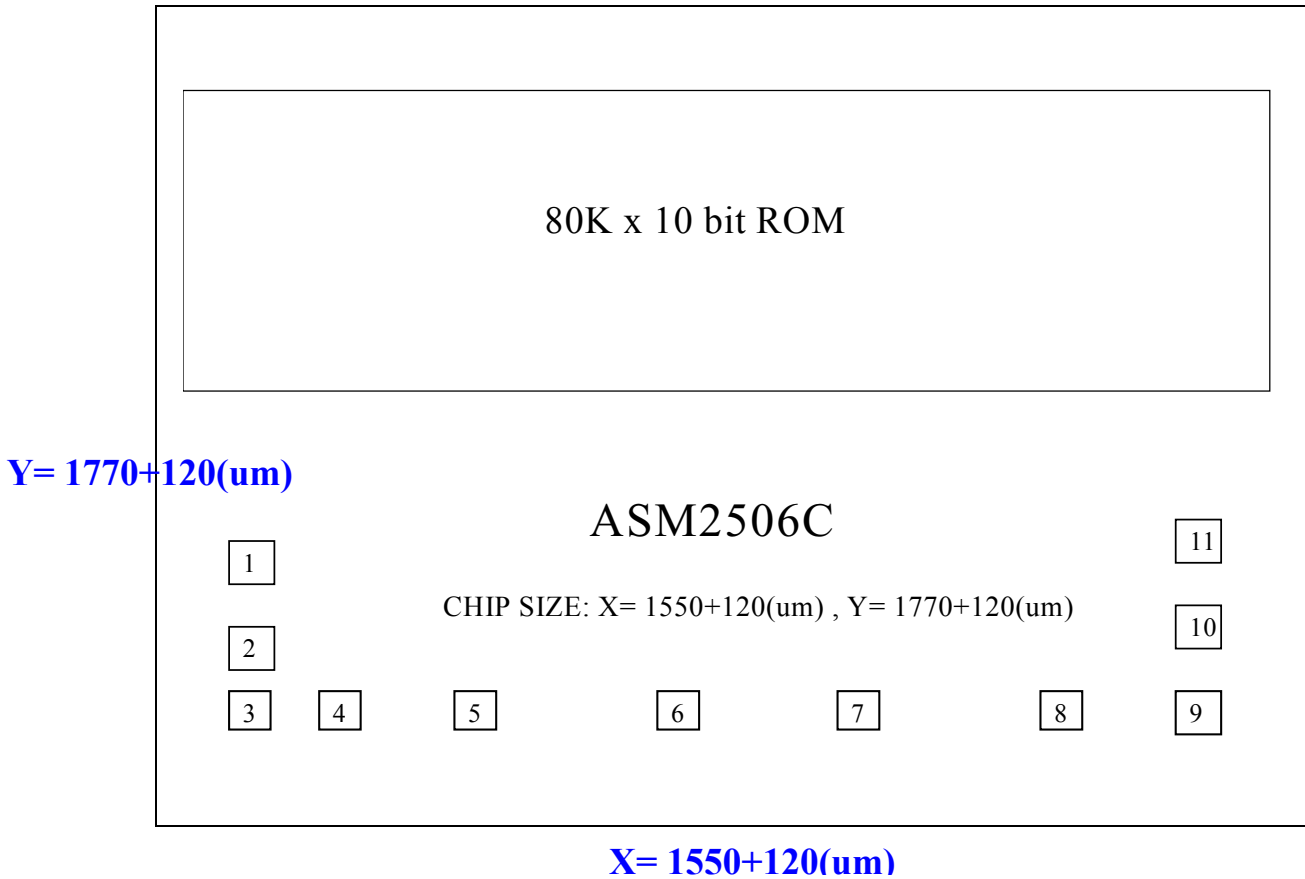 80K x 10 bit ROM
Y= 1770+120(um)
ASM2506C
11
1
CHIP SIZE: X= 1550+120(um) , Y= 1770+120(um)
10
2
3 4 5 6 7 8 9
X= 1550+120(um)